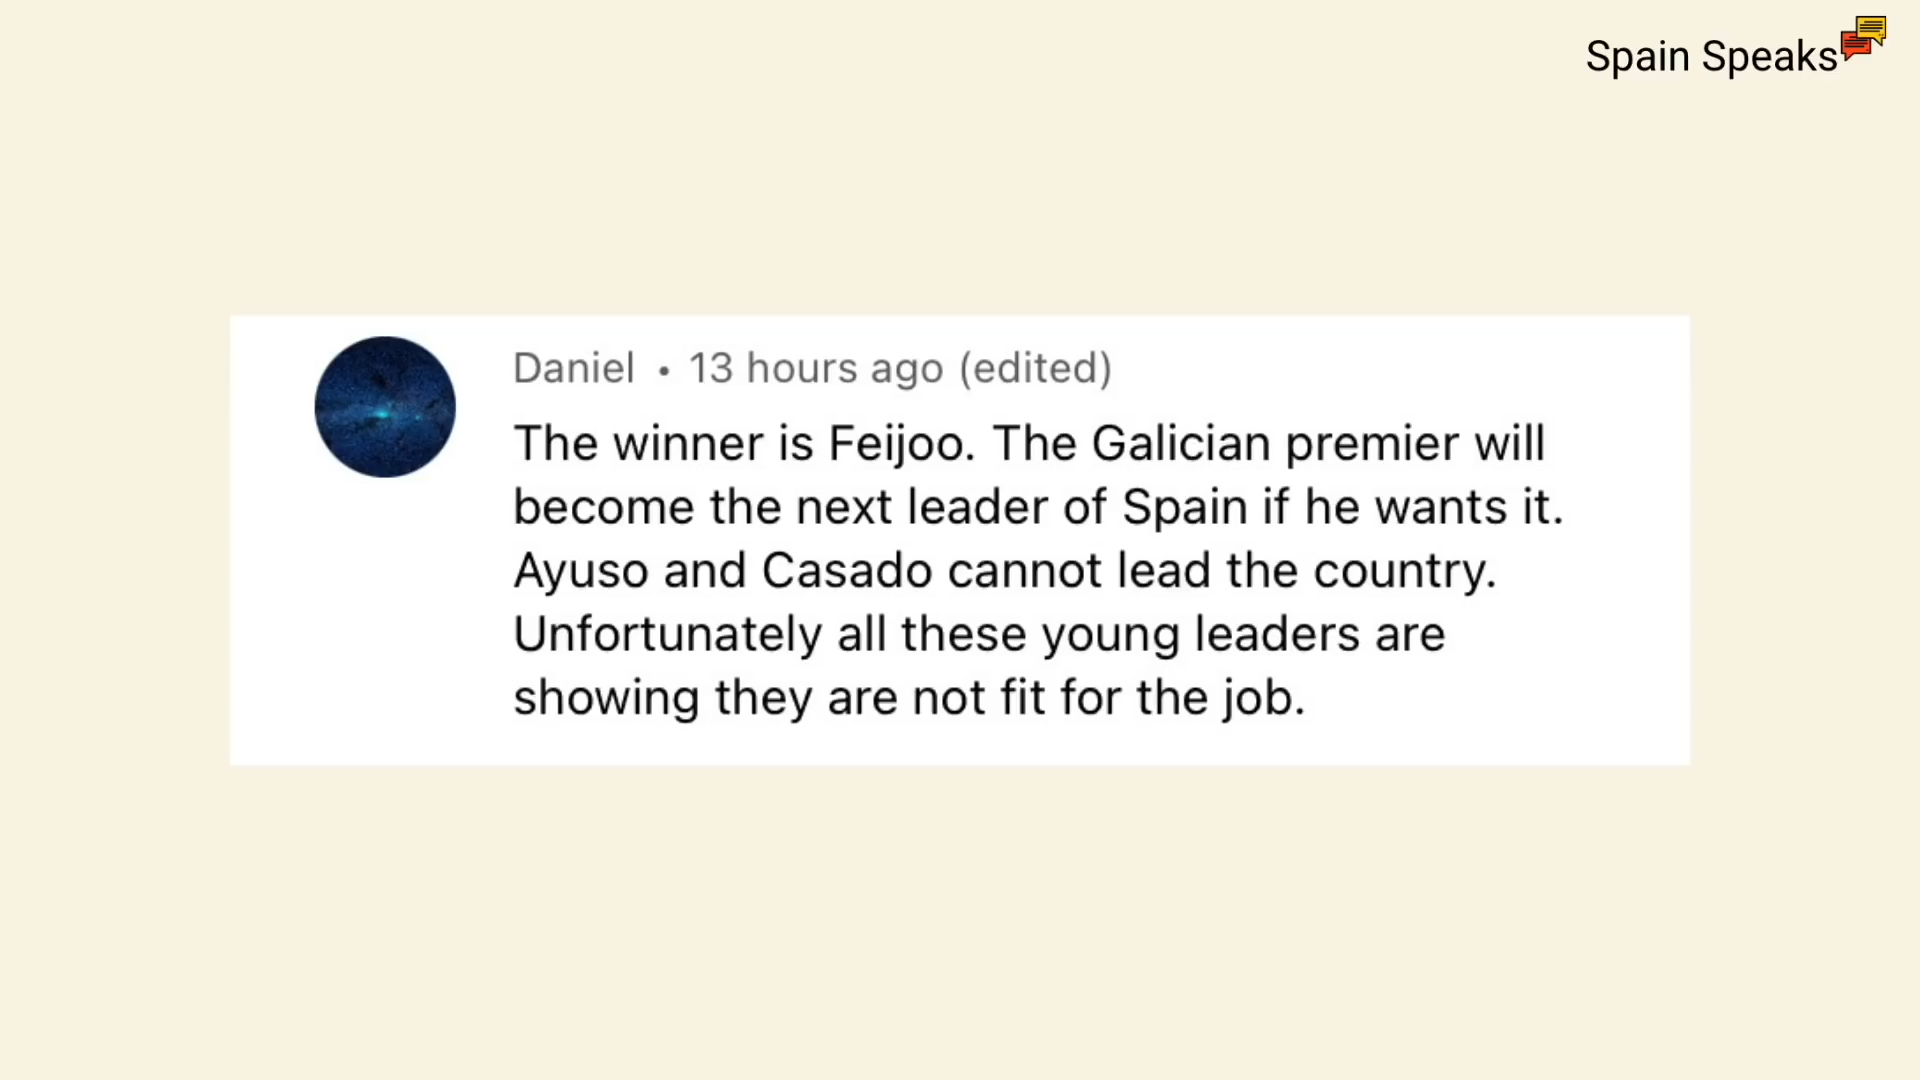 Spain Speaks
Daniel • 13 hours ago (edited)
The winner is Feijoo. The Galician premier will
become the next leader of Spain if he wants it.
Ayuso and Casado cannot lead the country.
Unfortunately all these young leaders are
showing they are not fit for the job.